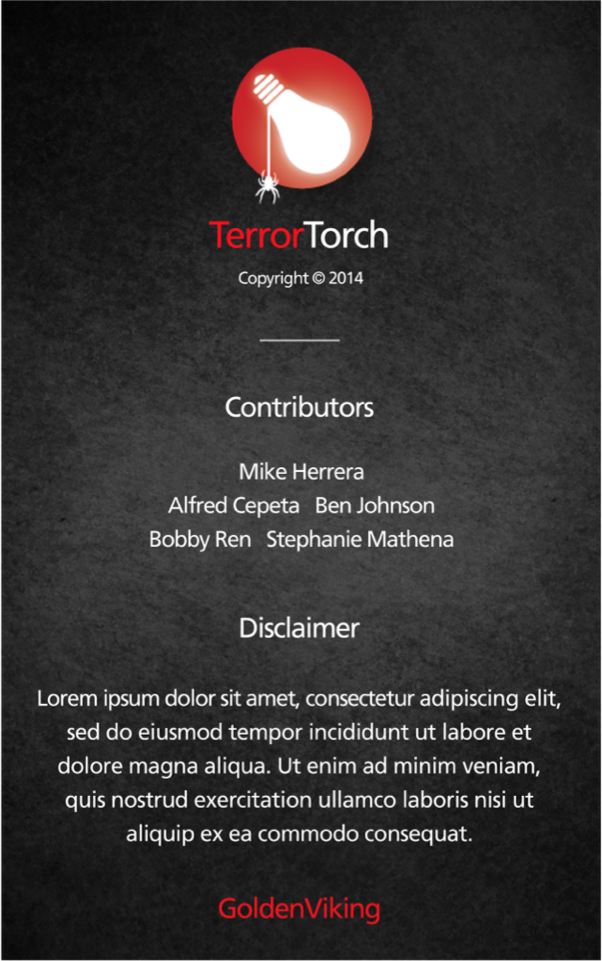 TerrorTorch
Copyright © 2014
Contributors
Mike Herrera
Alfred Cepeta Ben Johnson
Bobby Ren Stephanie Mathena
Disclaimer
Lorem ipsum dolor sit amet, consectetur adipiscing elit,
sed do eiusmod tempor incididunt ut labore et
dolore magna aliqua. Ut enim ad minim veniam,
quis nostrud exercitation ullamco laboris nisi ut
aliquip ex ea commodo consequat.
GoldenViking